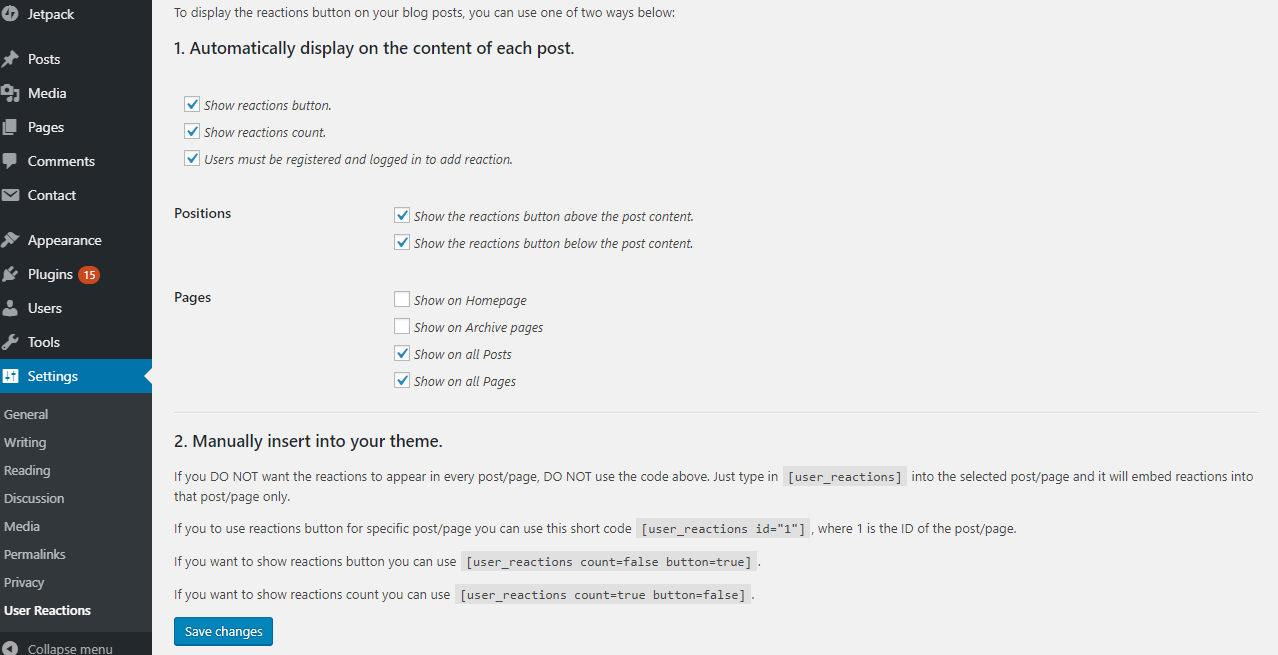 Jetpack
Posts
Media
Pages
Comments
Contact
Appearance
Plugins 15
Users
Tools
Settings
General
Writing
Reading
Discussion
Media
Permalinks
Privacy
User Reactions
Collapse menu
To display the reactions button on your blog posts, you can use one of two ways below:
1. Automatically display on the content of each post.
Show reactions button.
Show reactions count.
Users must be registered and logged in to add reaction.
Positions
Show the reactions button above the post content.
Show the reactions button below the post content.
Pages
Show on Homepage
Show on Archive pages
Show on all Posts
Show on all Pages
2. Manually insert into your theme.
If you DO NOT want the reactions to appear in every post/page, DO NOT use the code above. Just type in [user_reactions] into the selected post/page and it will embed reactions into
that post/page only.
If you to use reactions button for specific post/page you can use this short code [user_reactions id="1"], where 1 is the ID of the post/page.
If you want to show reactions button you can use [user_reactions count=false button=true].
If you want to show reactions count you can use [user_reactions count=true button=false].
Save changes